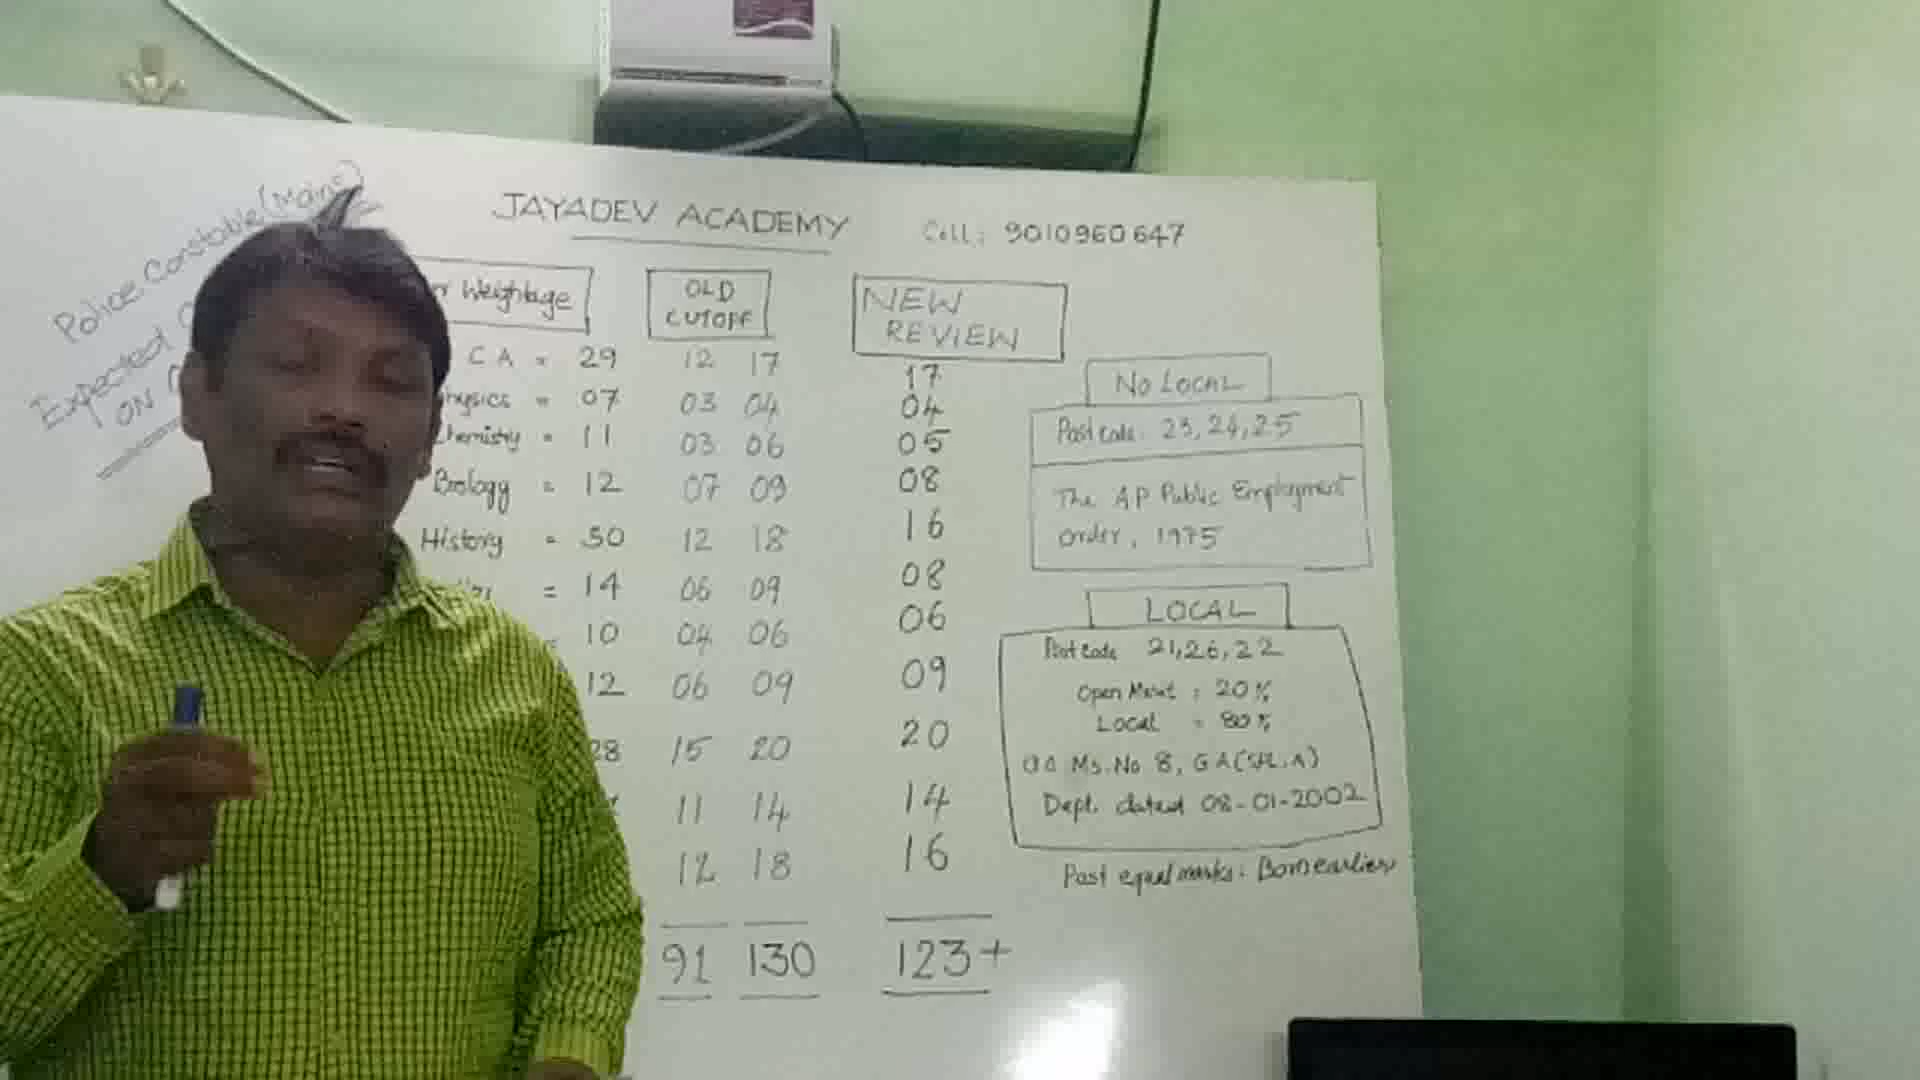 Police Constable (Mains)
Expected
ON
JAYADEV ACADEMY
Cell: 9010960647
Weightage
OLD
CUTOFF
NEW
REVIEW
CA = 29 12 17 17
hysics = 07 03 04 04
Chemistry = 11 03 06 05
Biology = 12 07 09 08
History = 30 12 18 16
= 14 06 09 08
= 10 04 06 06
12 06 09 09
28 15 20 20
11 14 14
12 18 16
91 130 123+
NO LOCAL
Post Code: 23, 24, 25
The AP Public Employment
order, 1975
LOCAL
Post Code 21, 26, 22
Open Merit = 20%
Local = 80%
Ms. No 8, GA(SPL.A)
Dept. dated 08-01-2002
Post equal marks: Born earlier